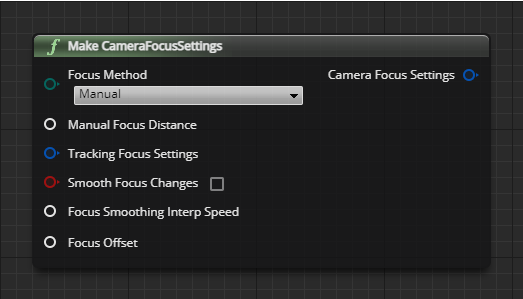 Make CameraFocusSettings
Focus Method
Camera Focus Settings
Manual
Manual Focus Distance
Tracking Focus Settings
Smooth Focus Changes
Focus Smoothing Interp Speed
Focus Offset